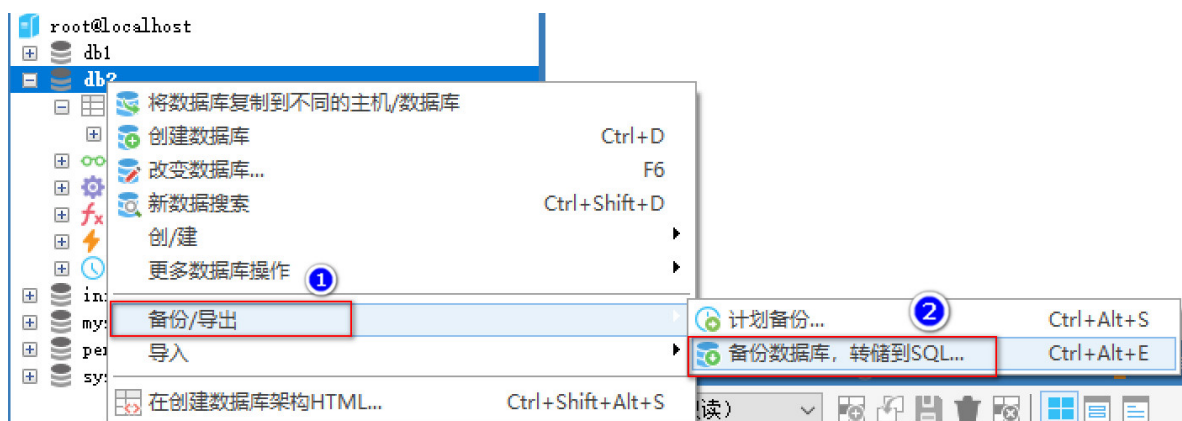 root@localhost
db1
db2
将数据库复制到不同的主机/数据库
创建数据库 Ctrl+D
改变数据库... F6
新数据搜索 Ctrl+Shift+D
创/建
更多数据库操作
1
备份/导出
2
计划备份... Ctrl+Alt+S
导入
备份数据库，转储到SQL... Ctrl+Alt+E
在创建数据库架构HTML... Ctrl+Shift+Alt+S
读)